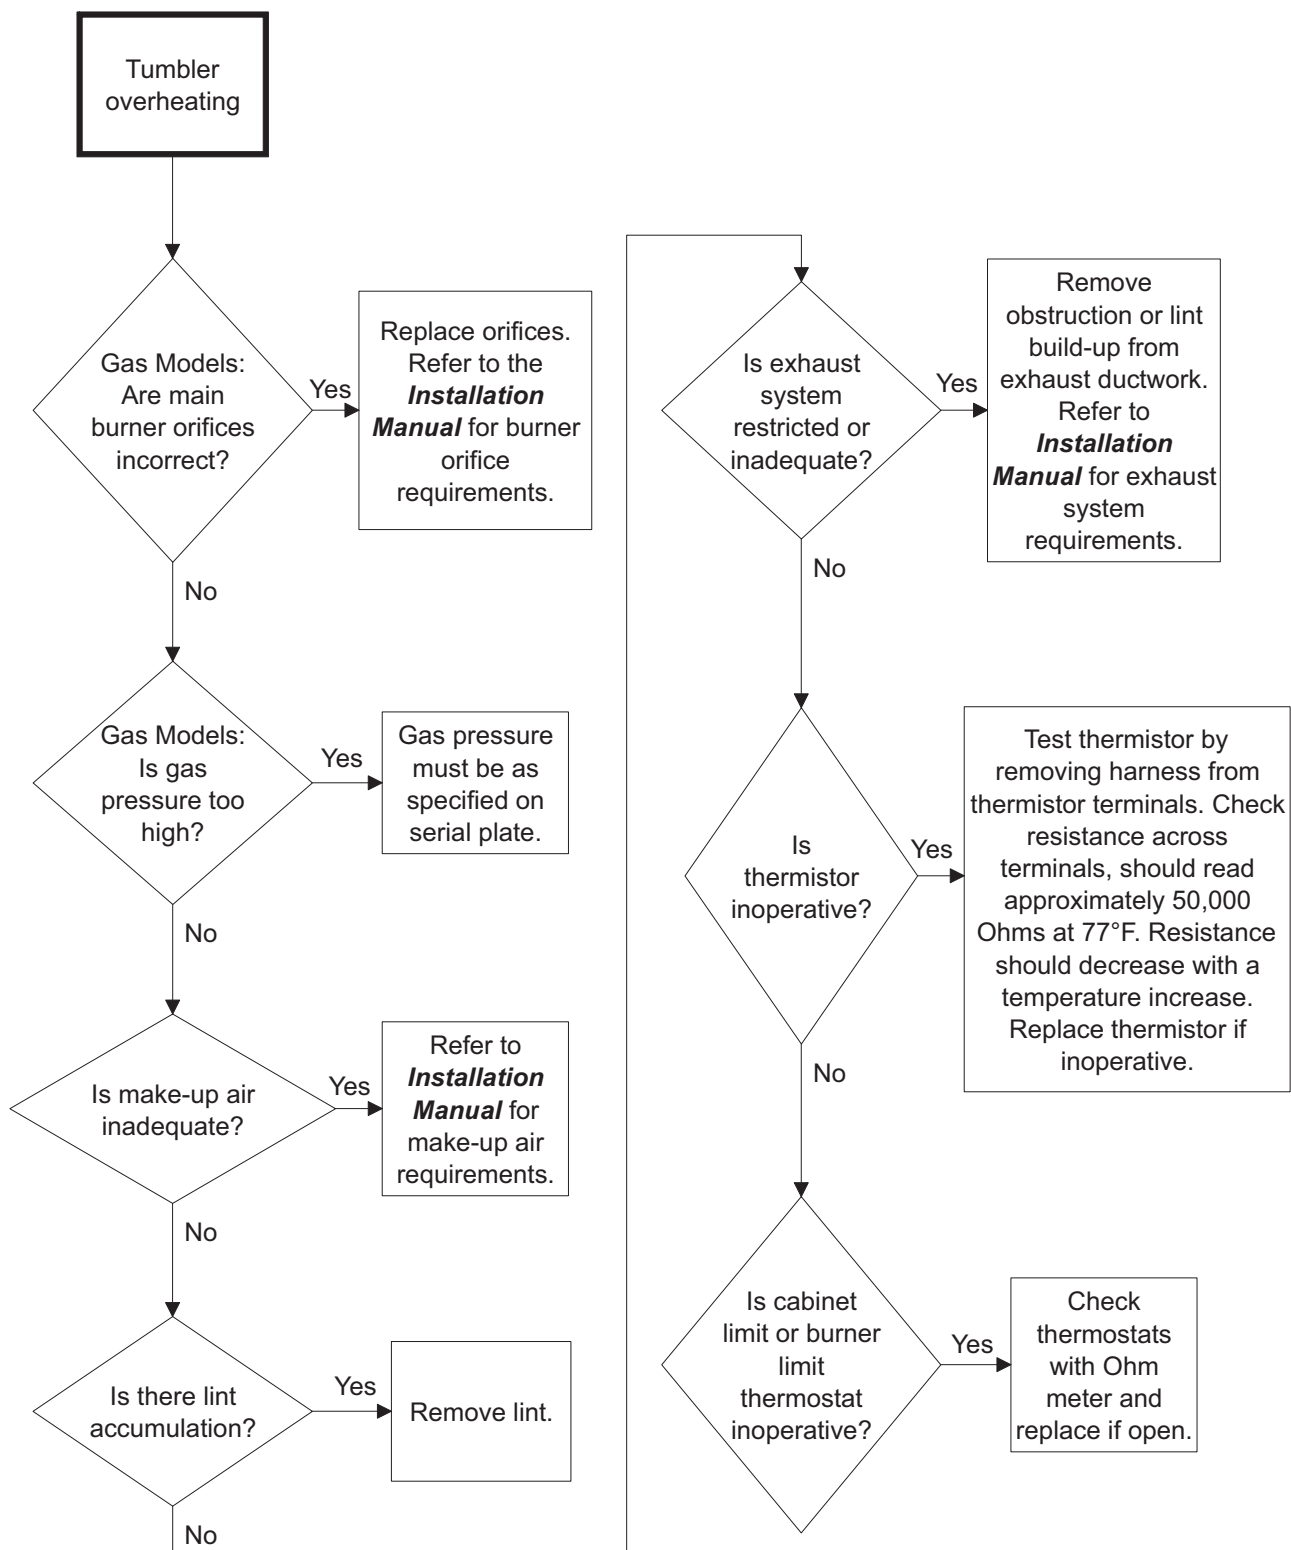 Tumbler
overheating
Gas Models:
Are main
burner orifices
incorrect?
Yes
Replace orifices.
Refer to the
Installation
Manual for burner
orifice
requirements.
No
Gas Models:
Is gas
pressure too
high?
Yes
Gas pressure
must be as
specified on
serial plate.
No
Is make-up air
inadequate?
Yes
Refer to
Installation
Manual for
make-up air
requirements.
No
Is there lint
accumulation?
Yes
Remove lint.
No
Is exhaust
system
restricted or
inadequate?
Yes
Remove
obstruction or lint
build-up from
exhaust ductwork.
Refer to
Installation
Manual for exhaust
system
requirements.
No
Is
thermistor
inoperative?
Yes
Test thermistor by
removing harness from
thermistor terminals. Check
resistance across
terminals, should read
approximately 50,000
Ohms at 77°F. Resistance
should decrease with a
temperature increase.
Replace thermistor if
inoperative.
No
Is cabinet
limit or burner
limit
thermostat
inoperative?
Yes
Check
thermostats
with Ohm
meter and
replace if open.